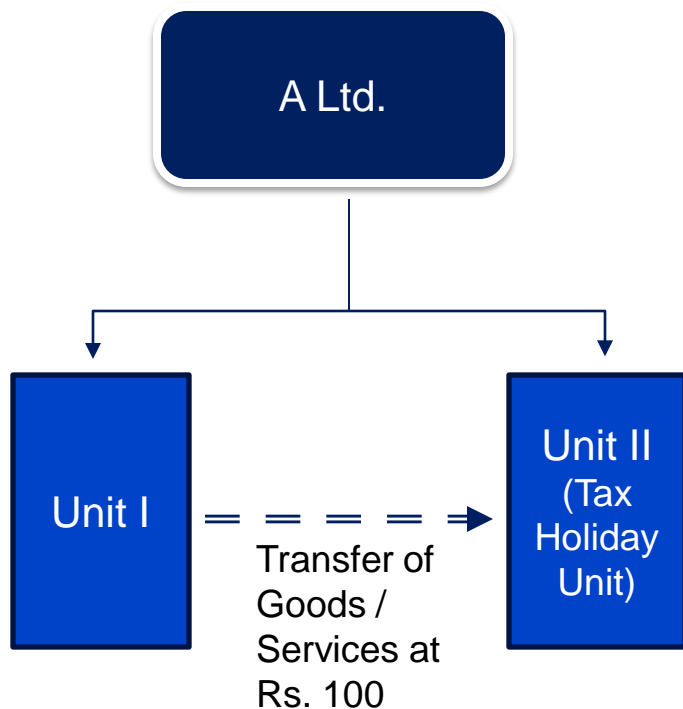 A Ltd.
Unit I
Unit II
(Tax
Holiday
Unit)
Transfer of
Goods /
Services at
Rs. 100